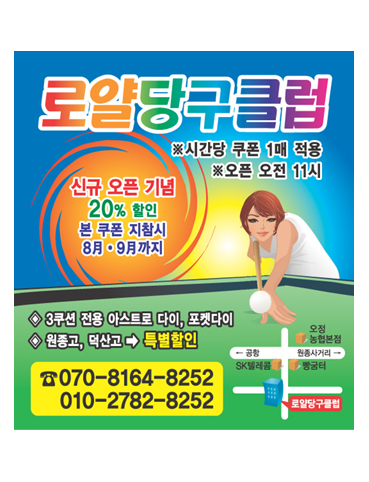 로얄당구클럽
※시간당 쿠폰 1매 적용
※오픈 오전 11시
신규 오픈 기념
20% 할인
본 쿠폰 지참시
8月·9月까지
◈ 3쿠션 전용 아스트로 다이, 포켓다이
◈ 원종고, 덕산고 ➡ 특별할인
☎070-8164-8252
010-2782-8252
오정
농협본점
← 공항
원종사거리 →
SK텔레콤
빵굼터
로얄당구클럽